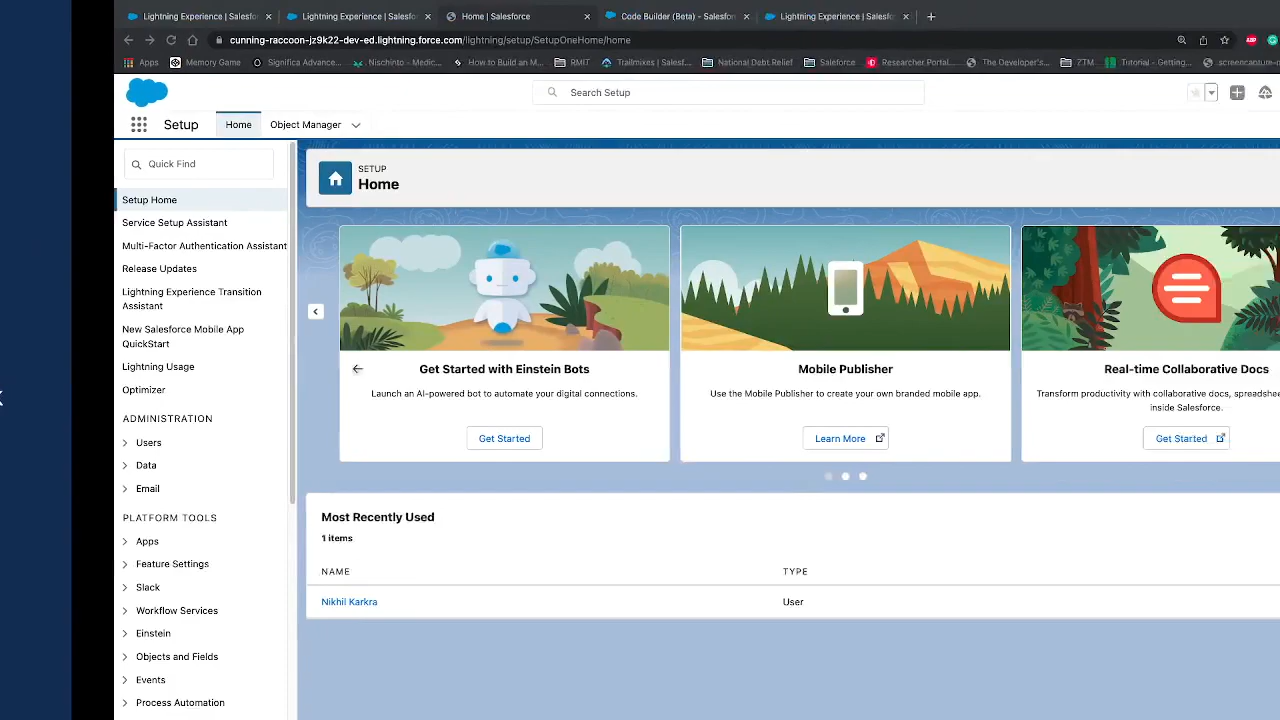 Lightning Experience | Salesf
Lightning Experience | Salesfo
Home | Salesforce
Code Builder (Beta) - Salesfo
Lightning Experience | Salesfo
cunning-raccoon-jz9k22-dev-ed.lightning.force.com/lightning/setup/SetupOneHome/home
Apps
Memory Game
Significa Advance...
Nischinto - Medic...
How to Build an M...
RMIT
Trailmixes | Salesf...
National Debt Relief
Saleforce
Researcher Portal...
The Developer's...
ZTM
Tutorial - Getting...
screencapture-n
Search Setup
Setup
Home
Object Manager
Quick Find
Setup Home
Service Setup Assistant
Multi-Factor Authentication Assistant
Release Updates
Lightning Experience Transition
Assistant
New Salesforce Mobile App
QuickStart
Lightning Usage
Optimizer
ADMINISTRATION
Users
Data
Email
PLATFORM TOOLS
Apps
Feature Settings
Slack
Workflow Services
Einstein
Objects and Fields
Events
Process Automation
SETUP
Home
Get Started with Einstein Bots
Launch an AI-powered bot to automate your digital connections.
Get Started
Mobile Publisher
Use the Mobile Publisher to create your own branded mobile app.
Learn More
Real-time Collaborative Docs
Transform productivity with collaborative docs, spreadshe
inside Salesforce.
Get Started
Most Recently Used
1 items
NAME
TYPE
Nikhil Karkra
User